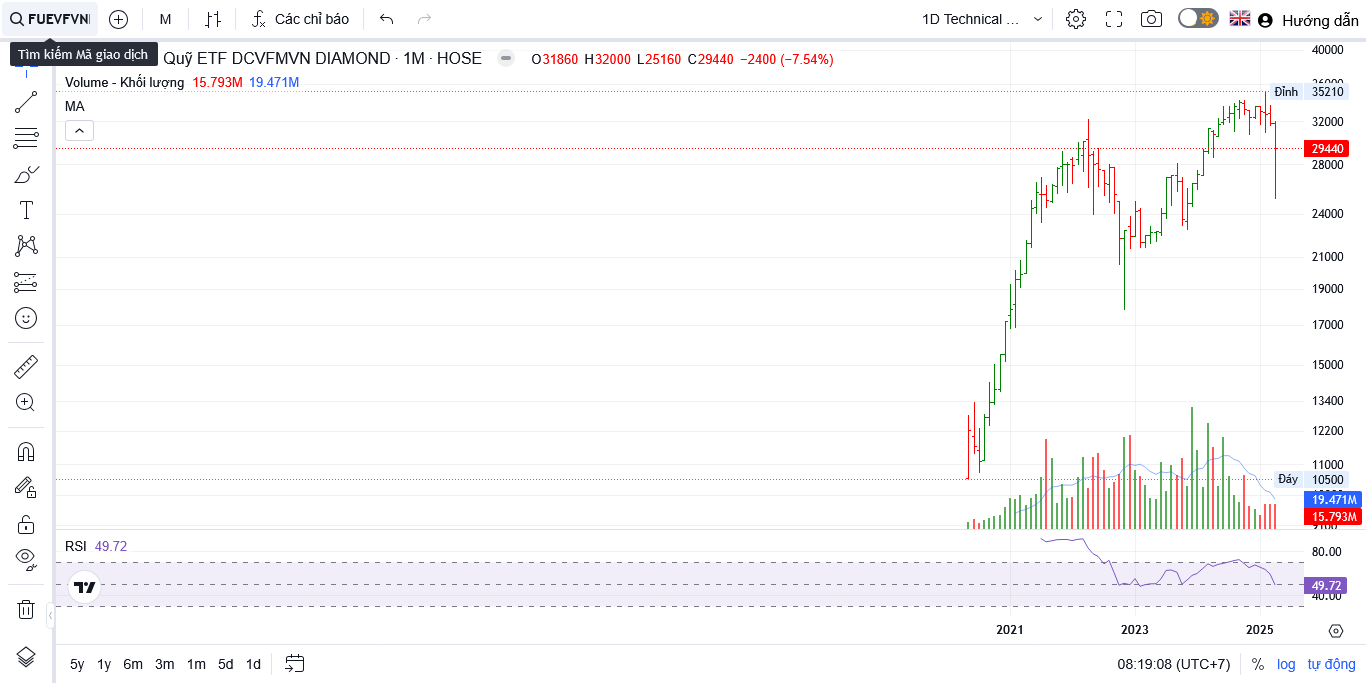 FUEVFVN
M
Các chỉ báo
1D Technical ...
Hướng dẫn
Tìm kiếm Mã giao dịch
Quỹ ETF DCVFMVN DIAMOND · 1M · HOSE
O31860 H32000 L25160 C29440 −2400 (−7.54%)
Volume - Khối lượng 15.793M 19.471M
MA
40000
Đỉnh 35210
32000
29440
28000
24000
21000
19000
17000
15000
13400
12200
11000
Đáy 10500
19.471M
15.793M
RSI 49.72
80.00
49.72
40.00
2021
2023
2025
5y 1y 6m 3m 1m 5d 1d
08:19:08 (UTC+7)
% log tự động